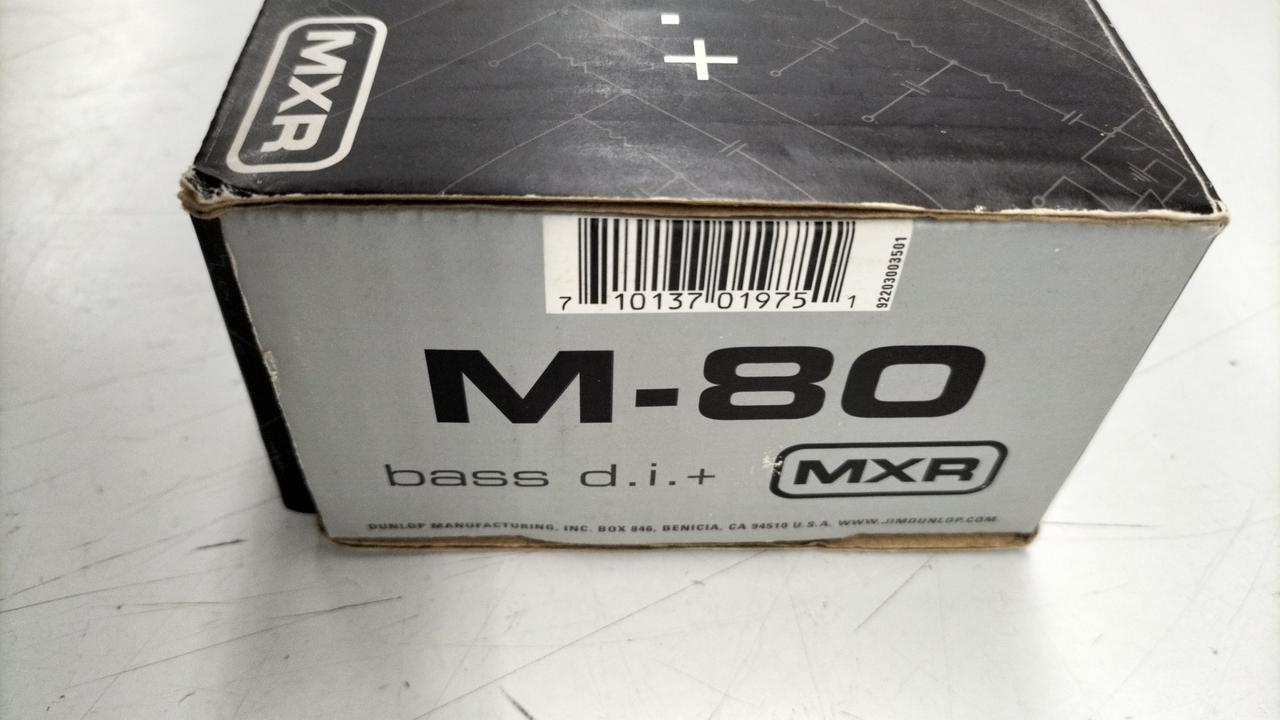 MXR
+
7 10137 01975 1
92203003501
M-80
bass d.i.+
MXR
DUNLOP MANUFACTURING, INC. BOX 846, BENICIA, CA 94510 U.S.A. WWW.JIMDUNLOP.COM